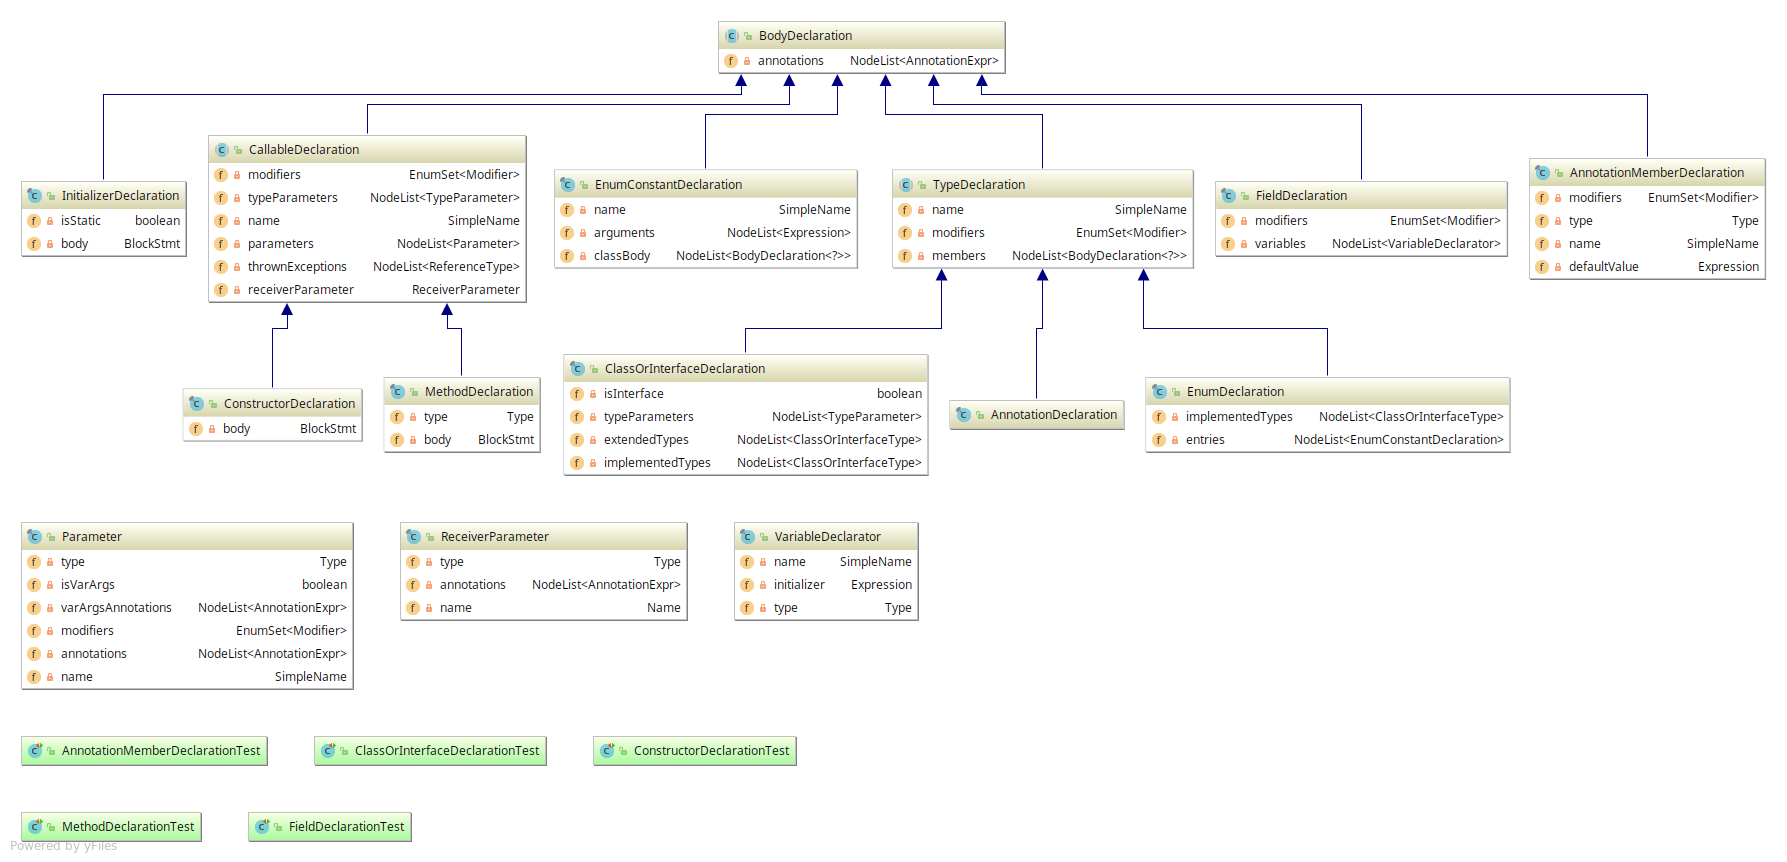 BodyDeclaration
annotations NodeList<AnnotationExpr>
InitializerDeclaration
isStatic boolean
body BlockStmt
CallableDeclaration
modifiers EnumSet<Modifier>
typeParameters NodeList<TypeParameter>
name SimpleName
parameters NodeList<Parameter>
thrownExceptions NodeList<ReferenceType>
receiverParameter ReceiverParameter
EnumConstantDeclaration
name SimpleName
arguments NodeList<Expression>
classBody NodeList<BodyDeclaration<?>>
TypeDeclaration
name SimpleName
modifiers EnumSet<Modifier>
members NodeList<BodyDeclaration<?>>
FieldDeclaration
modifiers EnumSet<Modifier>
variables NodeList<VariableDeclarator>
AnnotationMemberDeclaration
modifiers EnumSet<Modifier>
type Type
name SimpleName
defaultValue Expression
ConstructorDeclaration
body BlockStmt
MethodDeclaration
type Type
body BlockStmt
ClassOrInterfaceDeclaration
isInterface boolean
typeParameters NodeList<TypeParameter>
extendedTypes NodeList<ClassOrInterfaceType>
implementedTypes NodeList<ClassOrInterfaceType>
AnnotationDeclaration
EnumDeclaration
implementedTypes NodeList<ClassOrInterfaceType>
entries NodeList<EnumConstantDeclaration>
Parameter
type Type
isVarArgs boolean
varArgsAnnotations NodeList<AnnotationExpr>
modifiers EnumSet<Modifier>
annotations NodeList<AnnotationExpr>
name SimpleName
ReceiverParameter
type Type
annotations NodeList<AnnotationExpr>
name Name
VariableDeclarator
name SimpleName
initializer Expression
type Type
AnnotationMemberDeclarationTest
ClassOrInterfaceDeclarationTest
ConstructorDeclarationTest
MethodDeclarationTest
FieldDeclarationTest
Powered by yFiles